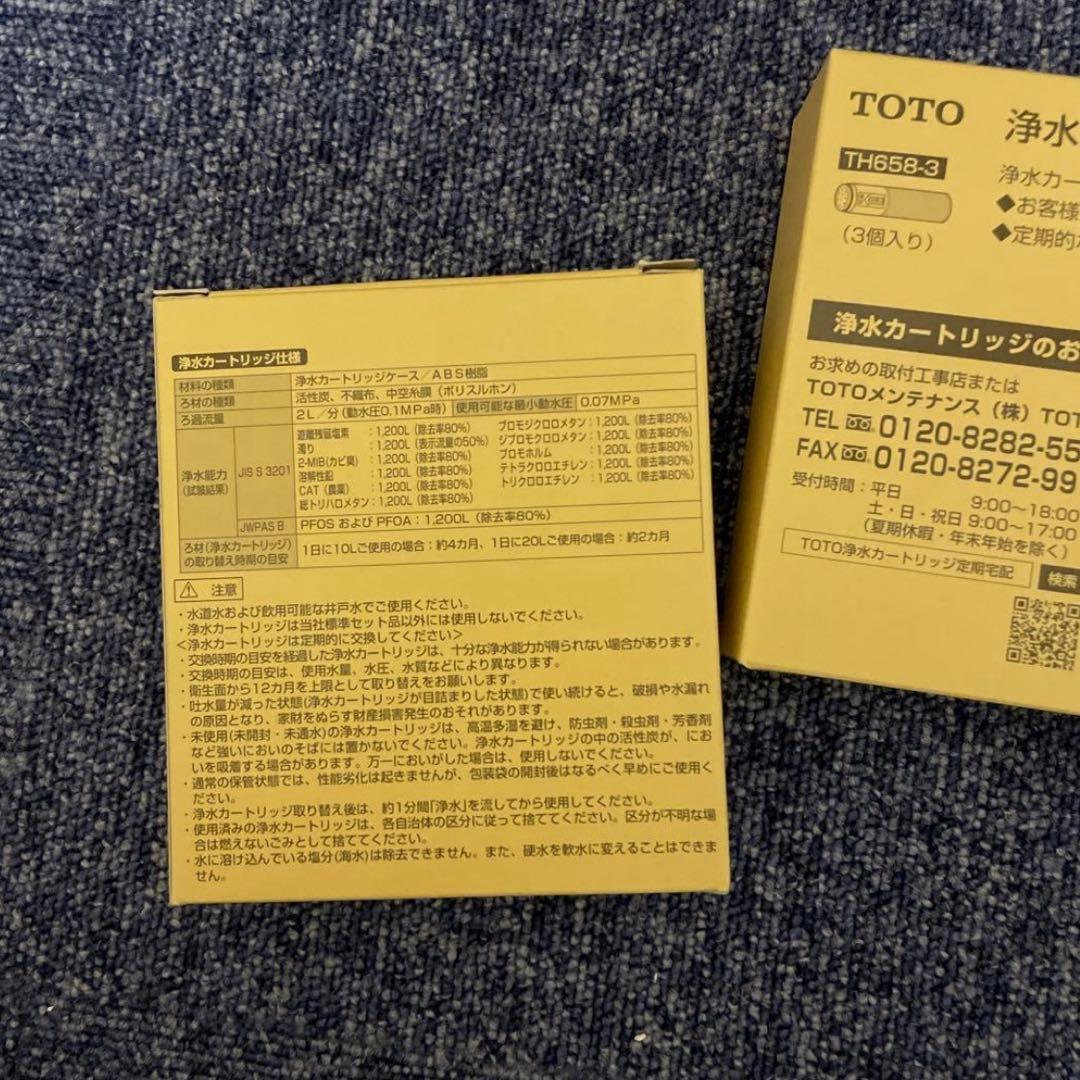 浄水カートリッジ仕様
材料の種類 浄水カートリッジケース／ABS樹脂
ろ材の種類 活性炭、不織布、中空糸膜（ポリスルホン）
ろ過流量 2L／分（動水圧0.1MPa時） 使用可能な最小動水圧 0.07MPa
浄水能力（試験結果） JIS S 3201
遊離残留塩素 ：1,200L（除去率80%）
濁り ：1,200L（表示流量の50%）
2-MIB(カビ臭) ：1,200L（除去率80%）
溶解性鉛 ：1,200L（除去率80%）
CAT（農薬） ：1,200L（除去率80%）
総トリハロメタン：1,200L（除去率80%）
ブロモジクロロメタン：1,200L（除去率80%）
ジブロモクロロメタン：1,200L（除去率80%）
ブロモホルム ：1,200L（除去率80%）
テトラクロロエチレン：1,200L（除去率80%）
トリクロロエチレン ：1,200L（除去率80%）
JWPAS B PFOS および PFOA：1,200L（除去率80%）
ろ材(浄水カートリッジ)の取り替え時期の目安 1日に10Lご使用の場合：約4カ月、1日に20Lご使用の場合：約2カ月
注意
・水道水および飲用可能な井戸水でご使用ください。
・浄水カートリッジは当社標準セット品以外には使用しないでください。
＜浄水カートリッジは定期的に交換してください＞
・交換時期の目安を経過した浄水カートリッジは、十分な浄水能力が得られない場合があります。
・交換時期の目安は、使用水量、水圧、水質などにより異なります。
・衛生面から12カ月を上限として取り替えをお願いします。
・吐水量が減った状態(浄水カートリッジが目詰まりした状態)で使い続けると、破損や水漏れ
の原因となり、家財をぬらす財産損害発生のおそれがあります。
・未使用(未開封・未通水)の浄水カートリッジは、高温多湿を避け、防虫剤・殺虫剤・芳香剤
など強いにおいのそばには置かないでください。浄水カートリッジの中の活性炭が、にお
いを吸着する場合があります。万一においがした場合は、使用しないでください。
・通常の保管状態では、性能劣化は起きませんが、包装袋の開封後はなるべく早めにご使用く
ださい。
・浄水カートリッジ取り替え後は、約1分間「浄水」を流してから使用してください。
・使用済みの浄水カートリッジは、各自治体の区分に従って捨ててください。区分が不明な場
合は燃えないごみとして捨ててください。
・水に溶け込んでいる塩分(海水)は除去できません。また、硬水を軟水に変えることはできま
せん。
TOTO 浄水
TH658-3
（3個入り）
浄水カー
◆お客様
◆定期的な
浄水カートリッジのお
お求めの取付工事店または
TOTOメンテナンス（株）TOT
TEL 0120-8282-55
FAX 0120-8272-99
受付時間：平日 9:00〜18:00
土・日・祝日 9:00〜17:00
（夏期休暇・年末年始を除く）
TOTO浄水カートリッジ定期宅配 検索